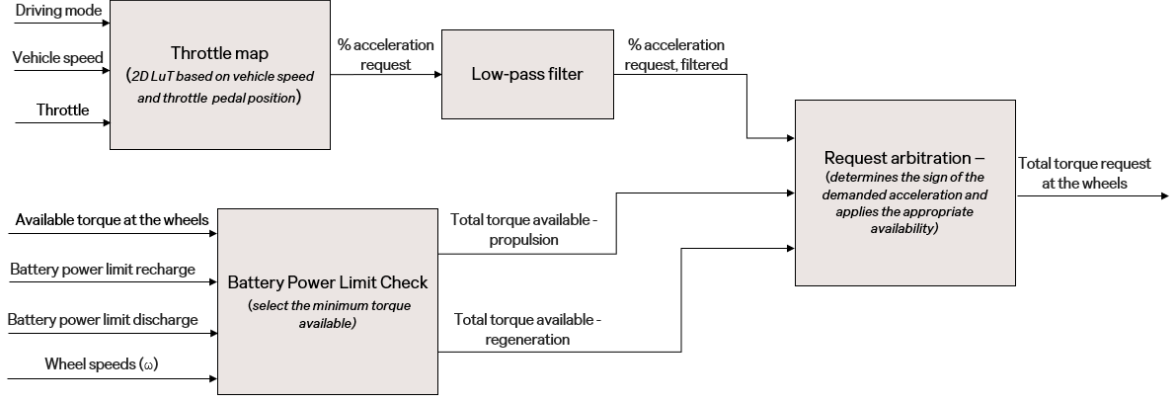 Driving mode
Vehicle speed
Throttle
Throttle map
(2D LuT based on vehicle speed
and throttle pedal position)
% acceleration
request
Low-pass filter
% acceleration
request, filtered
Available torque at the wheels
Battery power limit recharge
Battery power limit discharge
Wheel speeds (ω)
Battery Power Limit Check
(select the minimum torque
available)
Total torque available -
propulsion
Total torque available -
regeneration
Request arbitration –
(determines the sign of the
demanded acceleration and
applies the appropriate
availability)
Total torque request
at the wheels